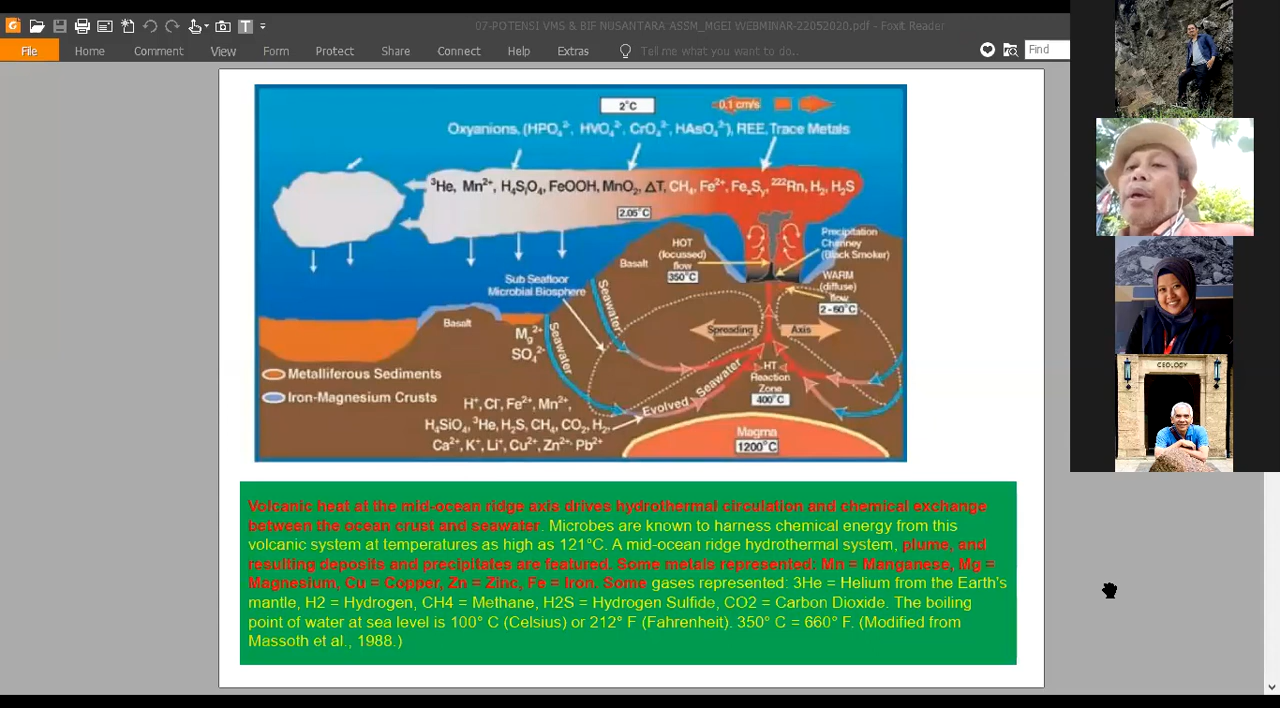 07-POTENSI VMS & BIF NUSANTARA ASSM_MGEI WEBMINAR-22052020.pdf - Foxit Reader
File Home Comment View Form Protect Share Connect Help Extras Tell me what you want to do.. Find
2°C
0.1 cm/s
Oxyanions, (HPO₄²⁻, HVO₄²⁻, CrO₄²⁻, HAsO₄²⁻), REE, Trace Metals
³He, Mn²⁺, H₄SiO₄, FeOOH, MnO₂, ΔT, CH₄, Fe²⁺, FeₓSᵧ, ²²²Rn, H₂, H₂S
2.05°C
HOT
(locussed)
flow
350°C
Precipitation
Chimney
(Black Smoker)
Basalt
WARM
(diffuse)
flow
2 - 60°C
Sub Seafloor
Microbial Biosphere
Seawater
Basalt
Mg²⁺
SO₄²⁻
Seawater
Spreading Axis
HT
Reaction
Zone
400°C
Evolved Seawater
Metalliferous Sediments
Iron-Magnesium Crusts
H⁺, Cl⁻, Fe²⁺, Mn²⁺,
H₄SiO₄, ³He, H₂S, CH₄, CO₂, H₂,
Ca²⁺, K⁺, Li⁺, Cu²⁺, Zn²⁺, Pb²⁺
Magma
1200°C
Volcanic heat at the mid-ocean ridge axis drives hydrothermal circulation and chemical exchange
between the ocean crust and seawater. Microbes are known to harness chemical energy from this
volcanic system at temperatures as high as 121°C. A mid-ocean ridge hydrothermal system, plume, and
resulting deposits and precipitates are featured. Some metals represented: Mn = Manganese, Mg =
Magnesium, Cu = Copper, Zn = Zinc, Fe = Iron. Some gases represented: 3He = Helium from the Earth's
mantle, H2 = Hydrogen, CH4 = Methane, H2S = Hydrogen Sulfide, CO2 = Carbon Dioxide. The boiling
point of water at sea level is 100° C (Celsius) or 212° F (Fahrenheit). 350° C = 660° F. (Modified from
Massoth et al., 1988.)
GEOLOGY